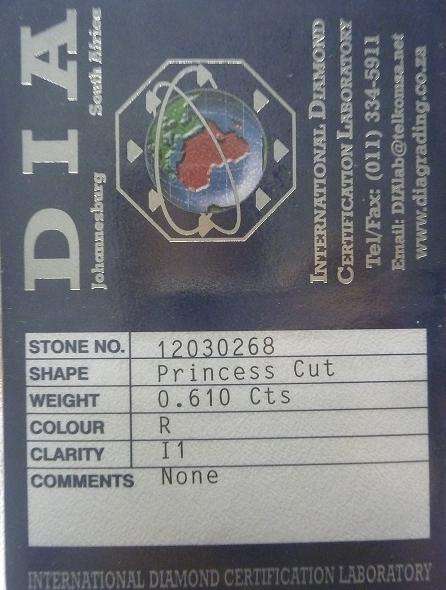 DIA
Johannesburg South Africa
INTERNATIONAL DIAMOND
CERTIFICATION LABORATORY
Tel/Fax: (011) 334-5911
Email: DIAlab@telkomsa.net
www.diagrading.co.za
STONE NO. 12030268
SHAPE Princess Cut
WEIGHT 0.610 Cts
COLOUR R
CLARITY I1
COMMENTS None
INTERNATIONAL DIAMOND CERTIFICATION LABORATORY